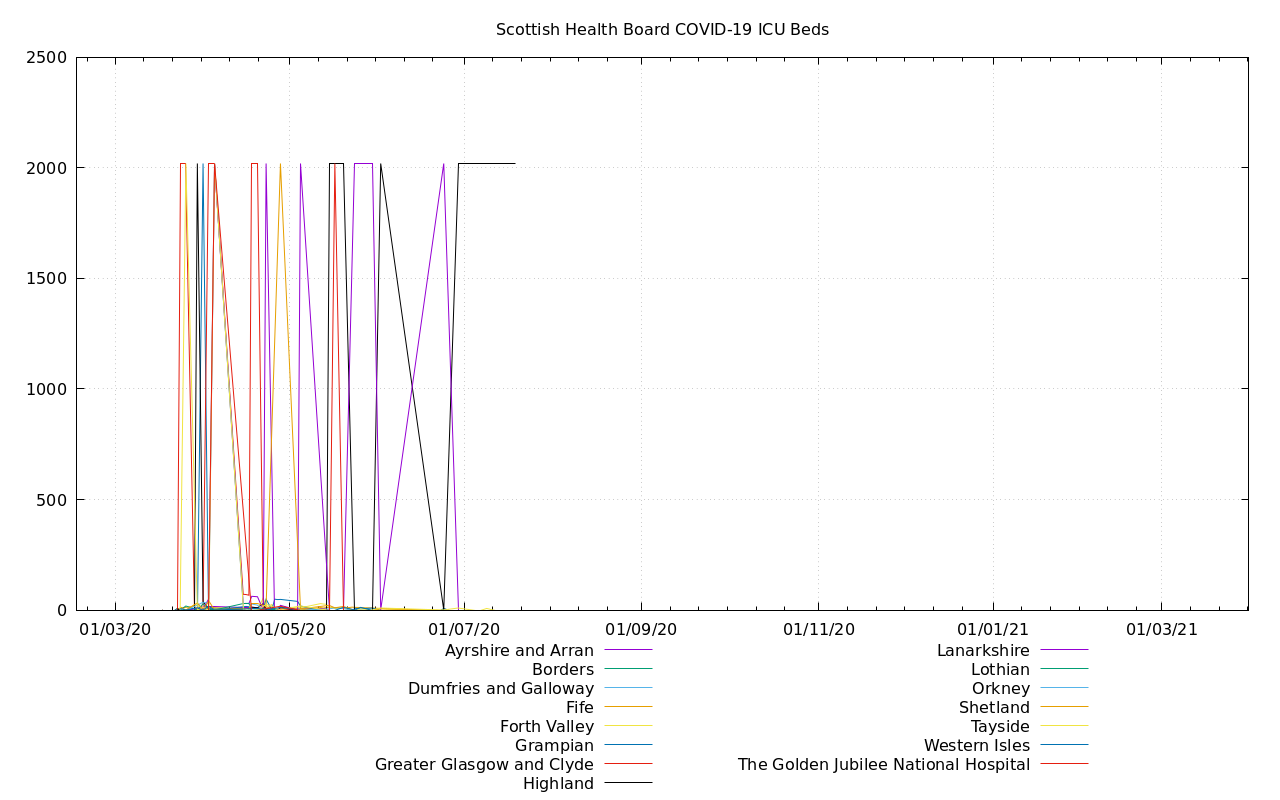 Scottish Health Board COVID-19 ICU Beds
2500
2000
1500
1000
500
0
01/03/20 01/05/20 01/07/20 01/09/20 01/11/20 01/01/21 01/03/21
Ayrshire and Arran
Borders
Dumfries and Galloway
Fife
Forth Valley
Grampian
Greater Glasgow and Clyde
Highland
Lanarkshire
Lothian
Orkney
Shetland
Tayside
Western Isles
The Golden Jubilee National Hospital